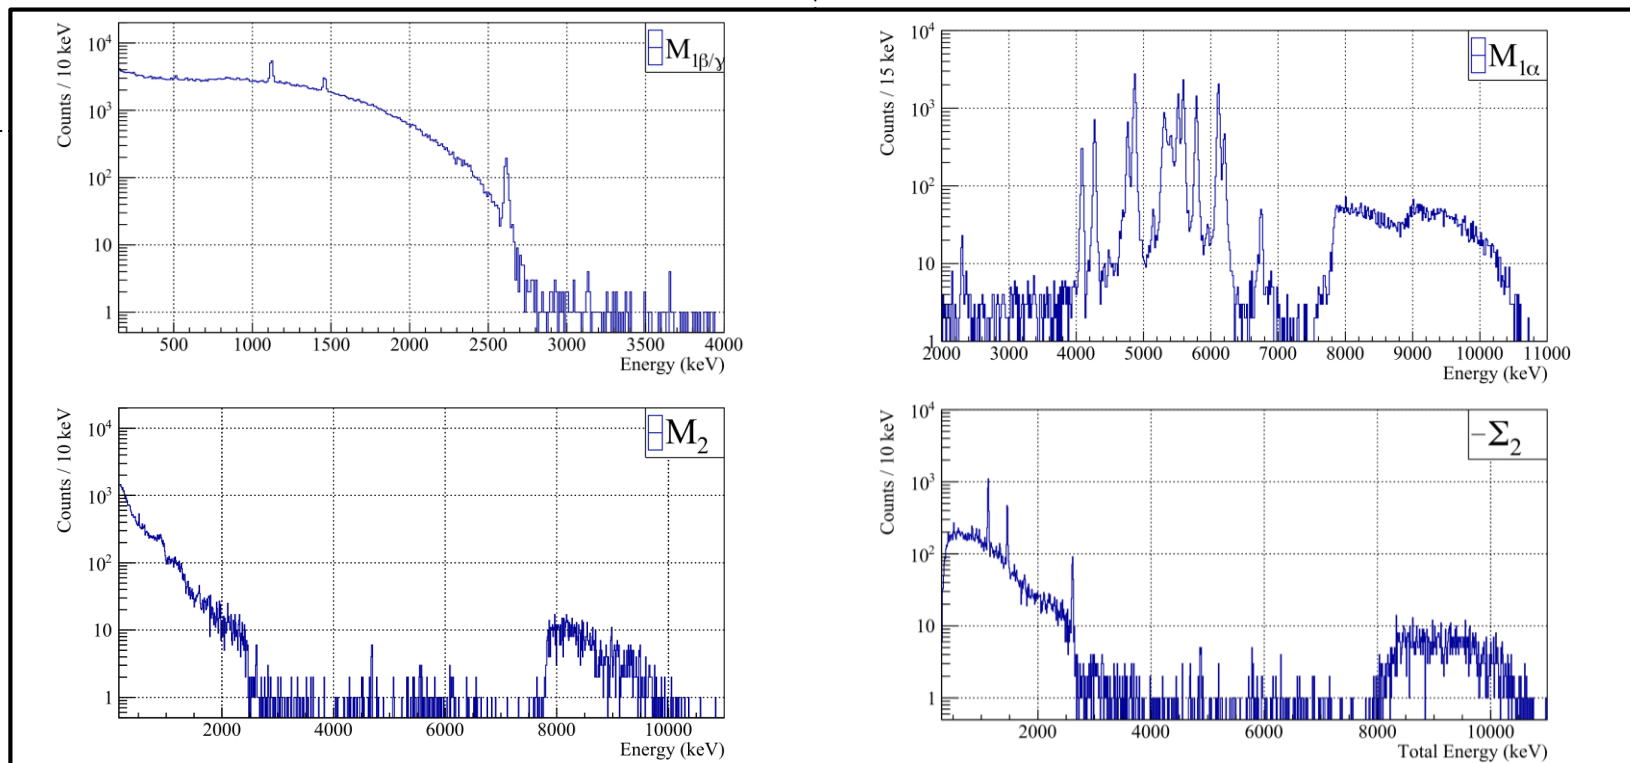 Counts / 10 keV
10⁴
10³
10²
10
1
500 1000 1500 2000 2500 3000 3500 4000
Energy (keV)
M₁β/γ
Counts / 15 keV
10⁴
10³
10²
10
1
2000 3000 4000 5000 6000 7000 8000 9000 10000 11000
Energy (keV)
M₁α
Counts / 10 keV
10⁴
10³
10²
10
1
2000 4000 6000 8000 10000
Energy (keV)
M₂
Counts / 10 keV
10⁴
10³
10²
10
1
2000 4000 6000 8000 10000
Total Energy (keV)
Σ₂